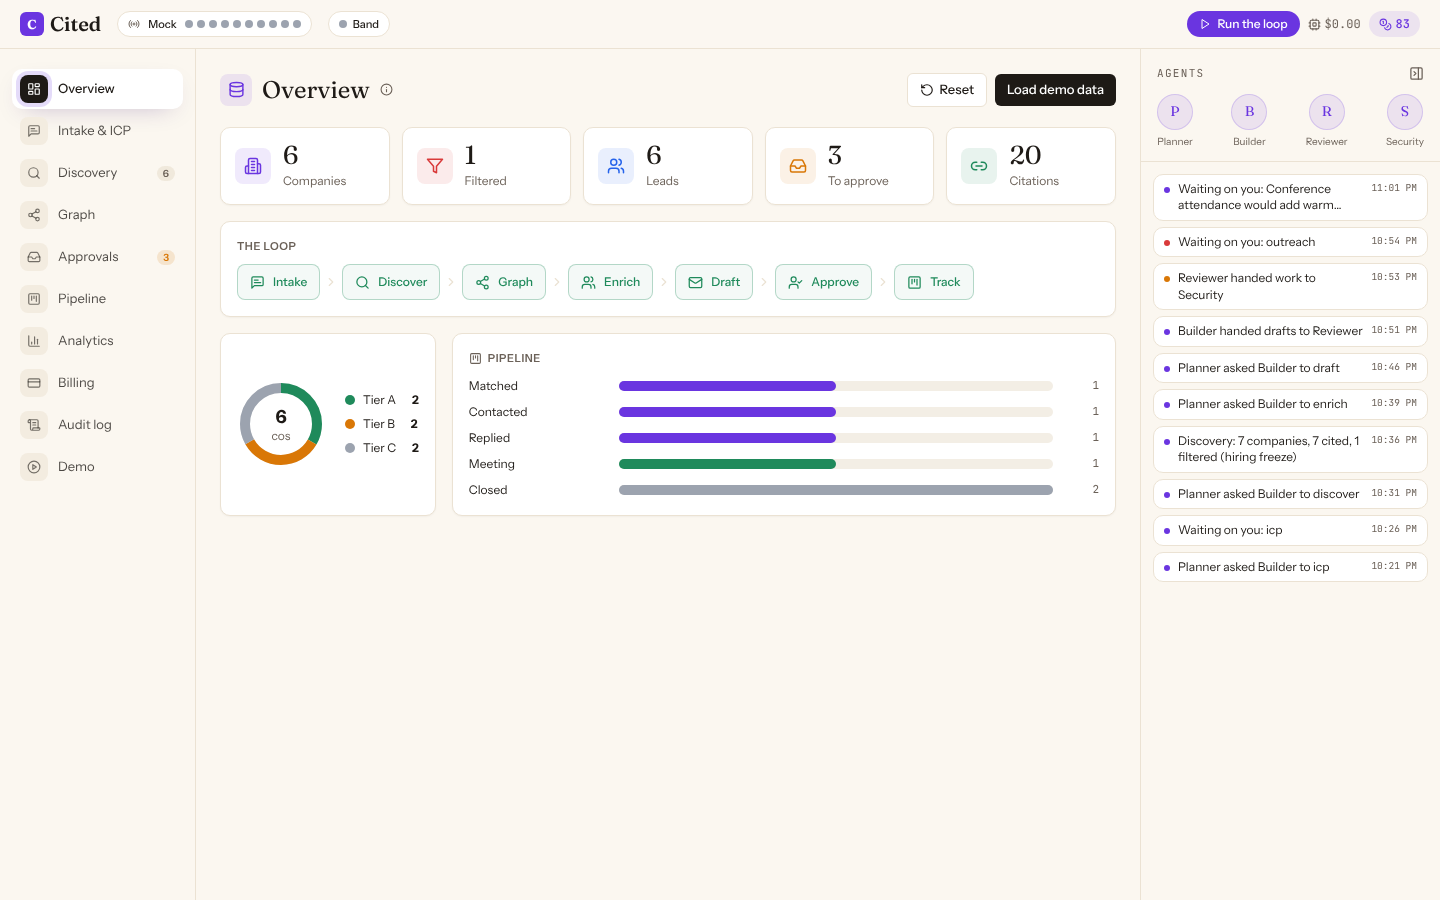 C Cited
Mock
Band
Run the loop
$0.00
83
Overview
Intake & ICP
Discovery 6
Graph
Approvals 3
Pipeline
Analytics
Billing
Audit log
Demo
Overview
Reset
Load demo data
6
Companies
1
Filtered
6
Leads
3
To approve
20
Citations
THE LOOP
Intake
Discover
Graph
Enrich
Draft
Approve
Track
6
cos
Tier A 2
Tier B 2
Tier C 2
PIPELINE
Matched 1
Contacted 1
Replied 1
Meeting 1
Closed 2
AGENTS
P B R S
Planner Builder Reviewer Security
Waiting on you: Conference 11:01 PM
attendance would add warm...
Waiting on you: outreach 10:54 PM
Reviewer handed work to 10:53 PM
Security
Builder handed drafts to Reviewer 10:51 PM
Planner asked Builder to draft 10:46 PM
Planner asked Builder to enrich 10:39 PM
Discovery: 7 companies, 7 cited, 1 10:36 PM
filtered (hiring freeze)
Planner asked Builder to discover 10:31 PM
Waiting on you: icp 10:26 PM
Planner asked Builder to icp 10:21 PM